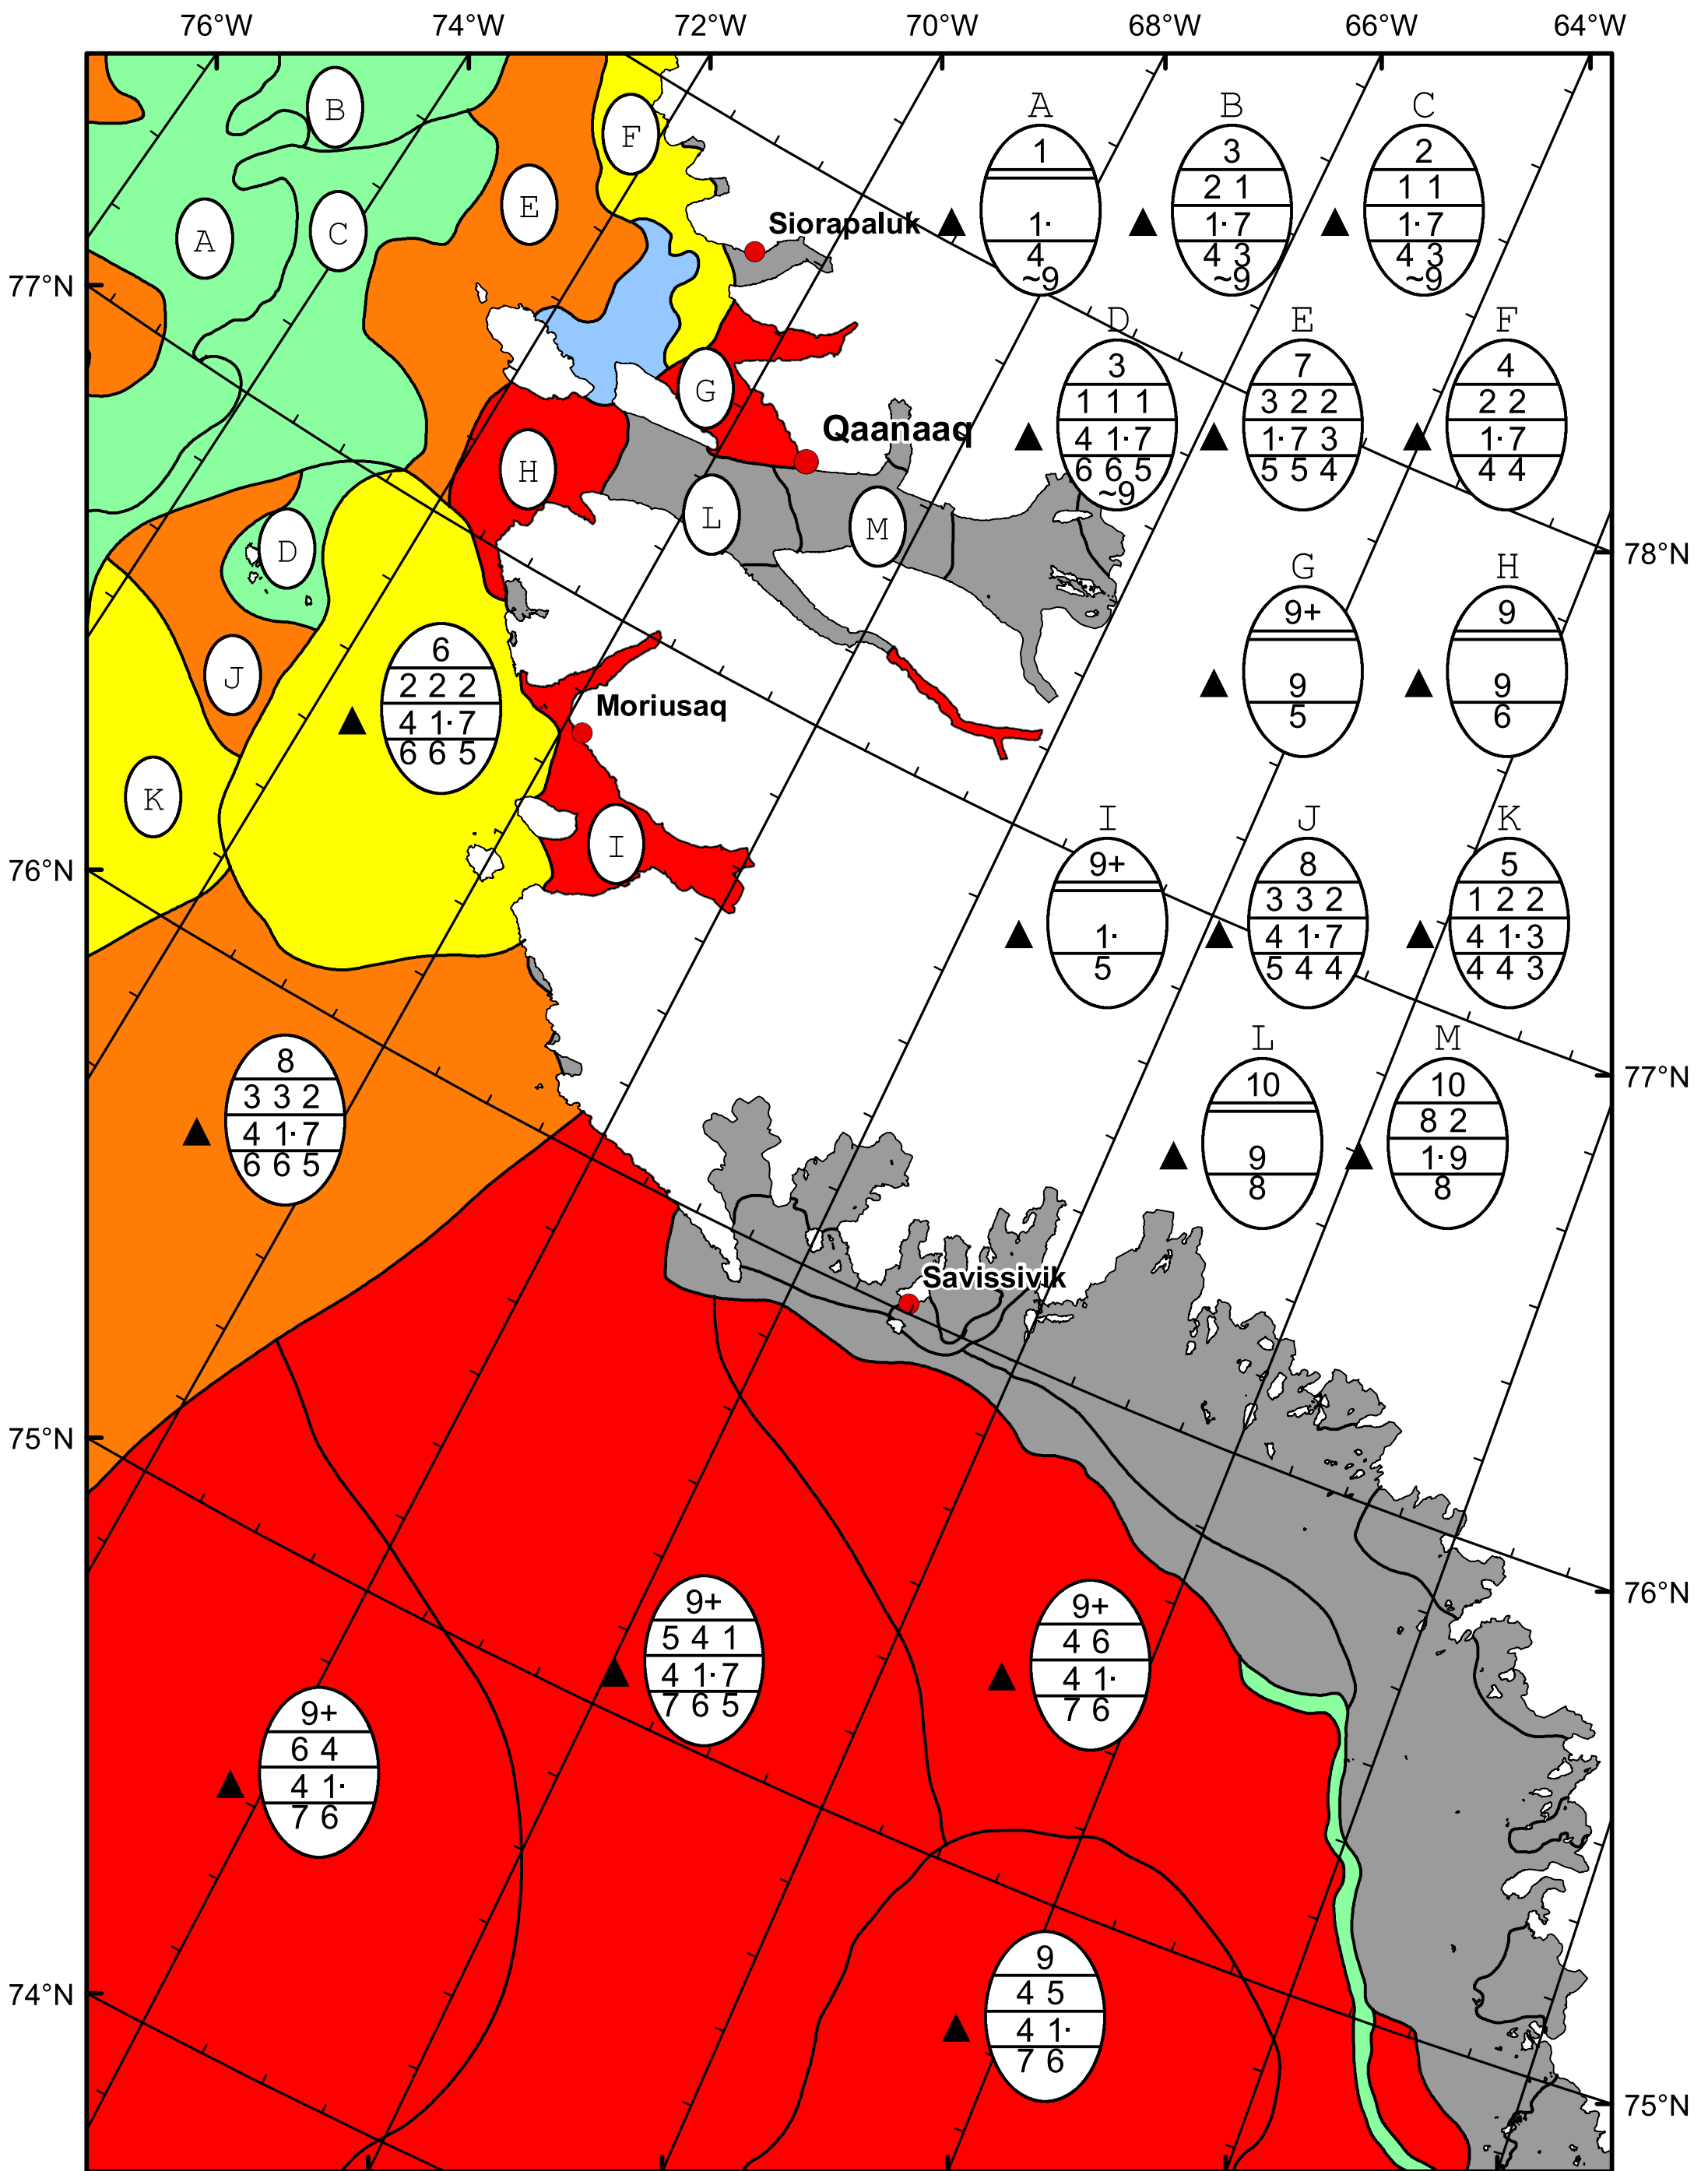 76°W 74°W 72°W 70°W 68°W 66°W 64°W
B
F
A B C
1
1·
4
~9
3
2 1
1·7
4 3
~9
2
1 1
1·7
4 3
~9
E
A
C
Siorapaluk
77°N
D E F
3
1 1 1
4 1·7
6 6 5
~9
7
3 2 2
1·7 3
5 5 4
4
2 2
1·7
4 4
G
Qaanaaq
H
L
M
D
78°N
G H
9+
9
5
9
9
6
J
6
2 2 2
4 1·7
6 6 5
Moriusaq
K
I
76°N
I J K
9+
1·
5
8
3 3 2
4 1·7
5 4 4
5
1 2 2
4 1·3
4 4 3
8
3 3 2
4 1·7
6 6 5
L M
10
9
8
10
8 2
1·9
8
77°N
Savissivik
75°N
76°N
9+
5 4 1
4 1·7
7 6 5
9+
4 6
4 1·
7 6
9+
6 4
4 1·
7 6
74°N
9
4 5
4 1·
7 6
75°N